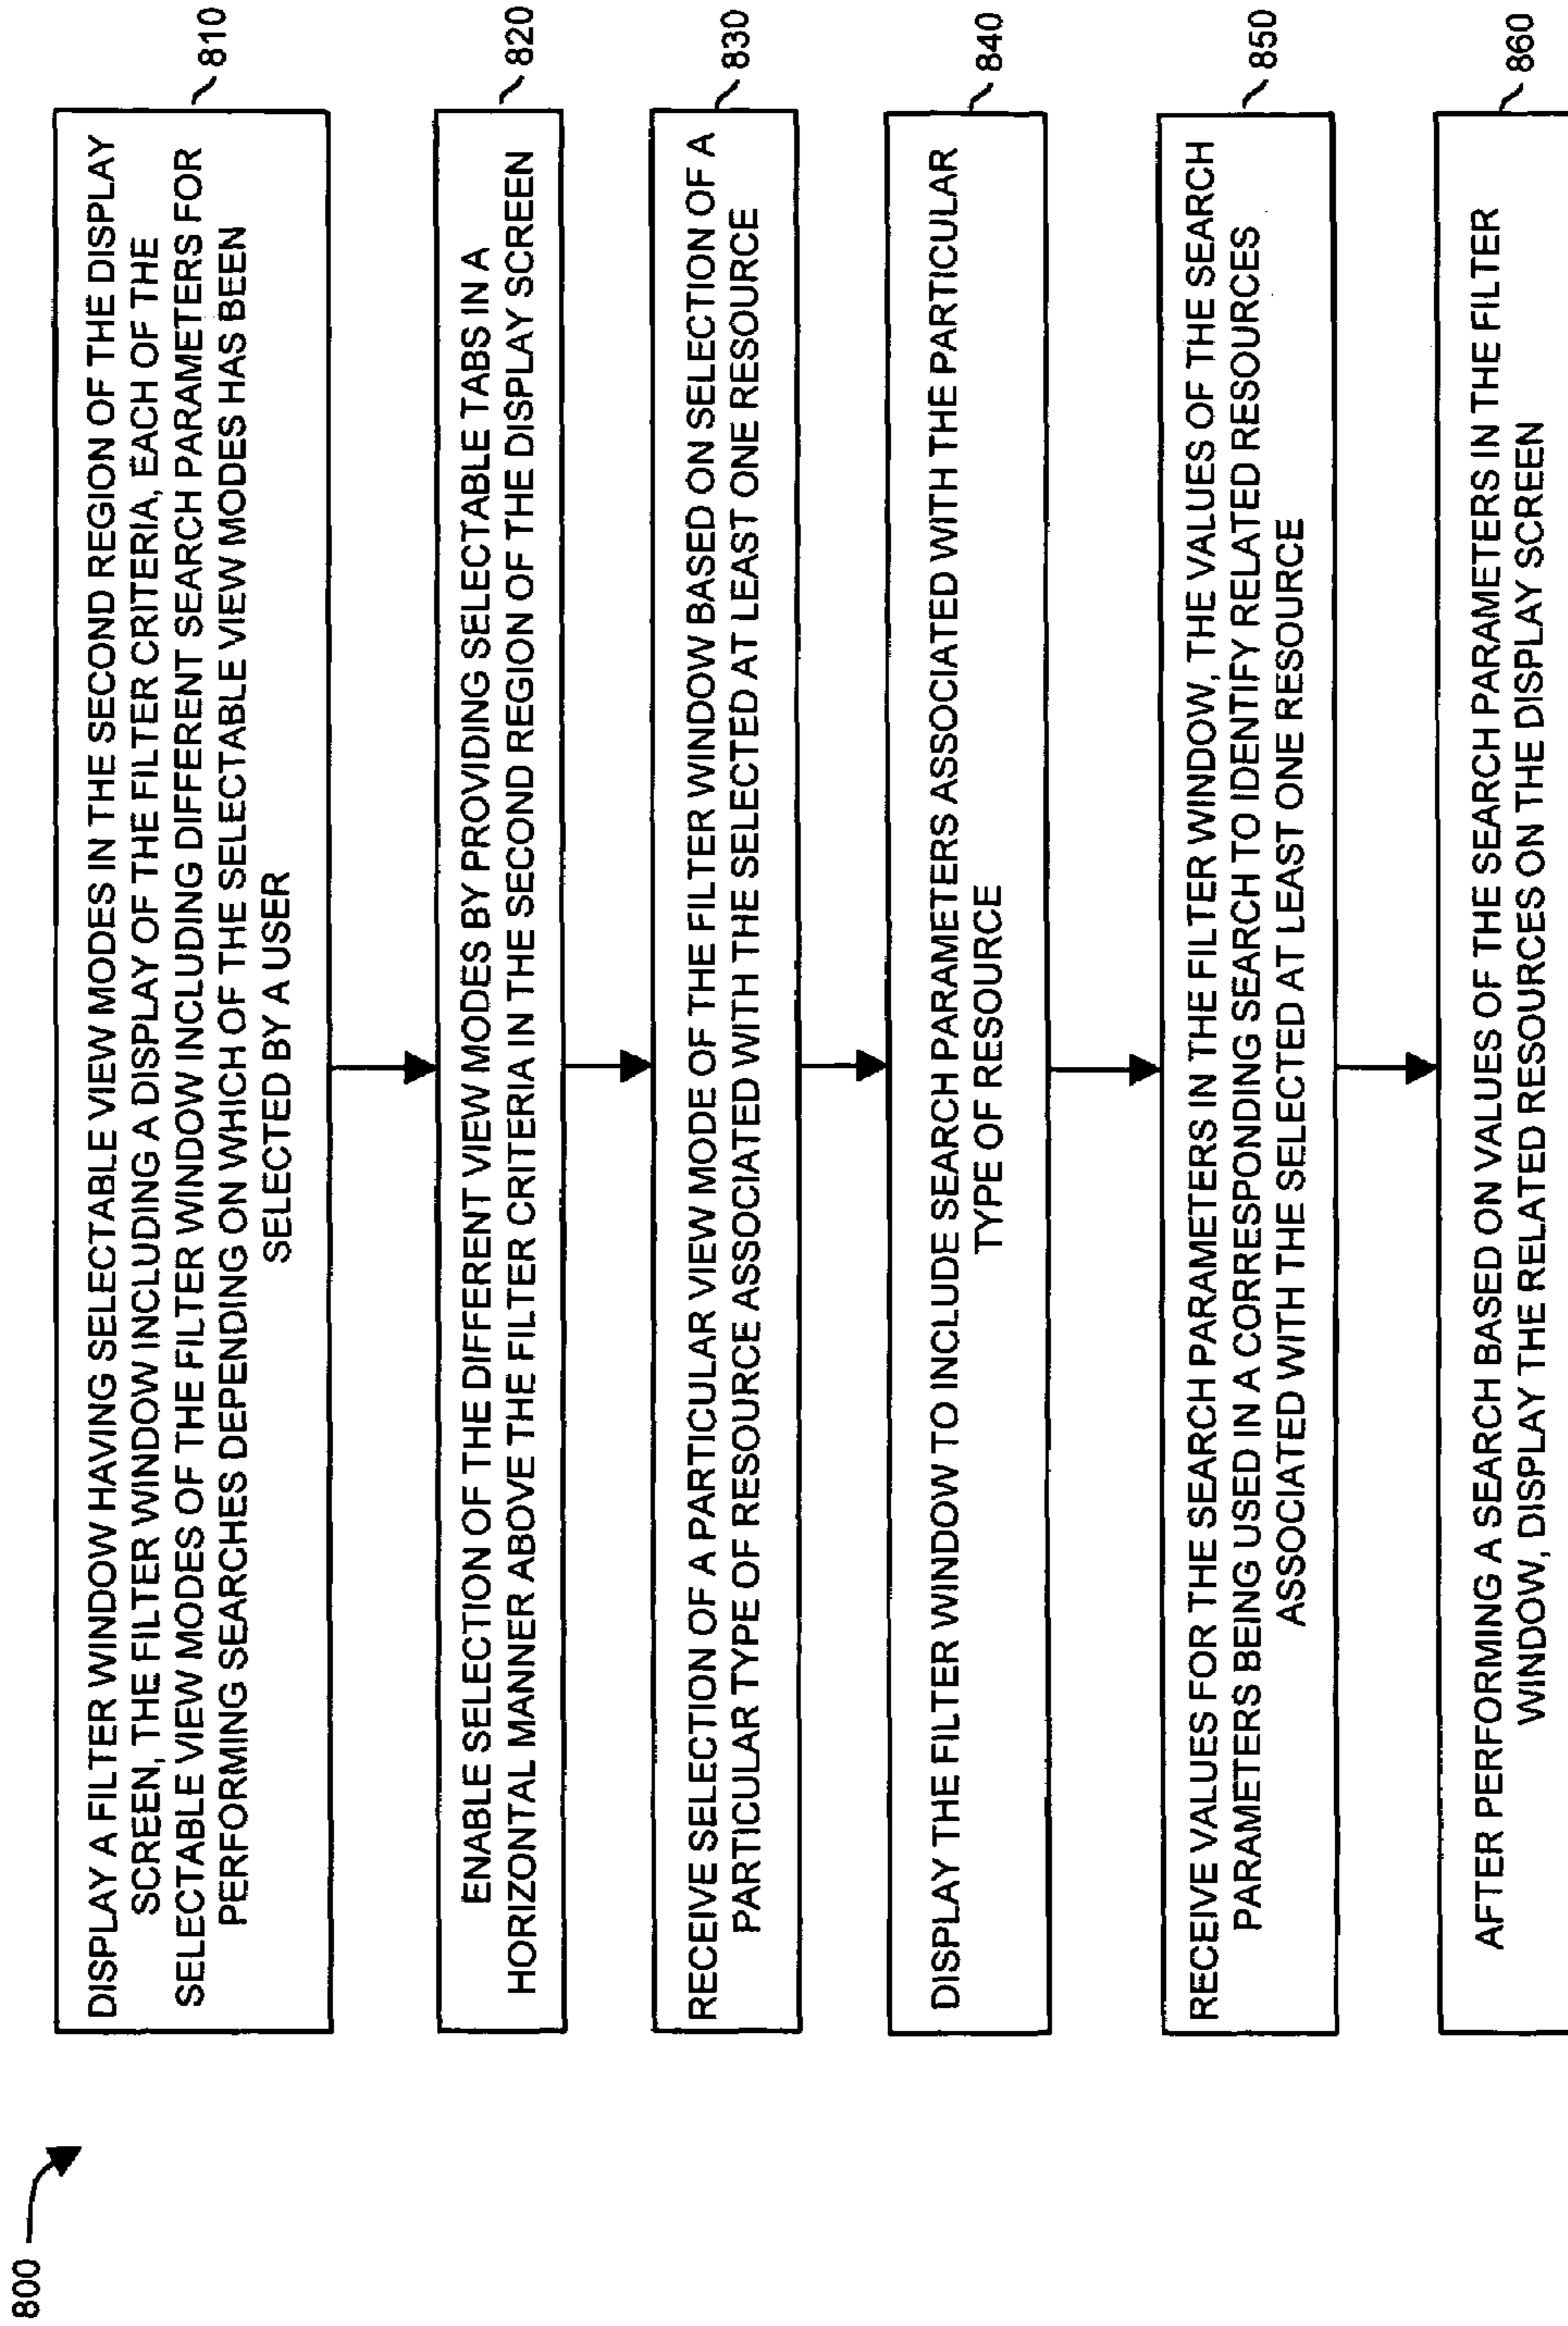 800
DISPLAY A FILTER WINDOW HAVING SELECTABLE VIEW MODES IN THE SECOND REGION OF THE DISPLAY
SCREEN, THE FILTER WINDOW INCLUDING A DISPLAY OF THE FILTER CRITERIA, EACH OF THE
SELECTABLE VIEW MODES OF THE FILTER WINDOW INCLUDING DIFFERENT SEARCH PARAMETERS FOR
PERFORMING SEARCHES DEPENDING ON WHICH OF THE SELECTABLE VIEW MODES HAS BEEN
SELECTED BY A USER
810
ENABLE SELECTION OF THE DIFFERENT VIEW MODES BY PROVIDING SELECTABLE TABS IN A
HORIZONTAL MANNER ABOVE THE FILTER CRITERIA IN THE SECOND REGION OF THE DISPLAY SCREEN
820
RECEIVE SELECTION OF A PARTICULAR VIEW MODE OF THE FILTER WINDOW BASED ON SELECTION OF A
PARTICULAR TYPE OF RESOURCE ASSOCIATED WITH THE SELECTED AT LEAST ONE RESOURCE
830
DISPLAY THE FILTER WINDOW TO INCLUDE SEARCH PARAMETERS ASSOCIATED WITH THE PARTICULAR
TYPE OF RESOURCE
840
RECEIVE VALUES FOR THE SEARCH PARAMETERS IN THE FILTER WINDOW, THE VALUES OF THE SEARCH
PARAMETERS BEING USED IN A CORRESPONDING SEARCH TO IDENTIFY RELATED RESOURCES
ASSOCIATED WITH THE SELECTED AT LEAST ONE RESOURCE
850
AFTER PERFORMING A SEARCH BASED ON VALUES OF THE SEARCH PARAMETERS IN THE FILTER
WINDOW, DISPLAY THE RELATED RESOURCES ON THE DISPLAY SCREEN
860